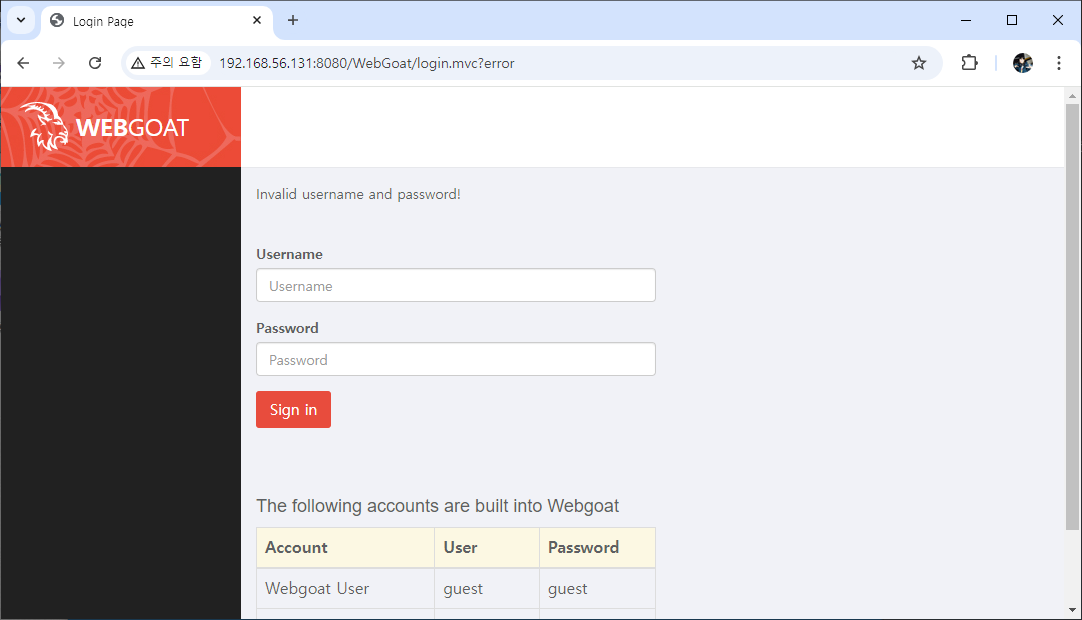 Login Page
주의 요함
192.168.56.131:8080/WebGoat/login.mvc?error
WEBGOAT
Invalid username and password!
Username
Username
Password
Password
Sign in
The following accounts are built into Webgoat
Account User Password
Webgoat User guest guest